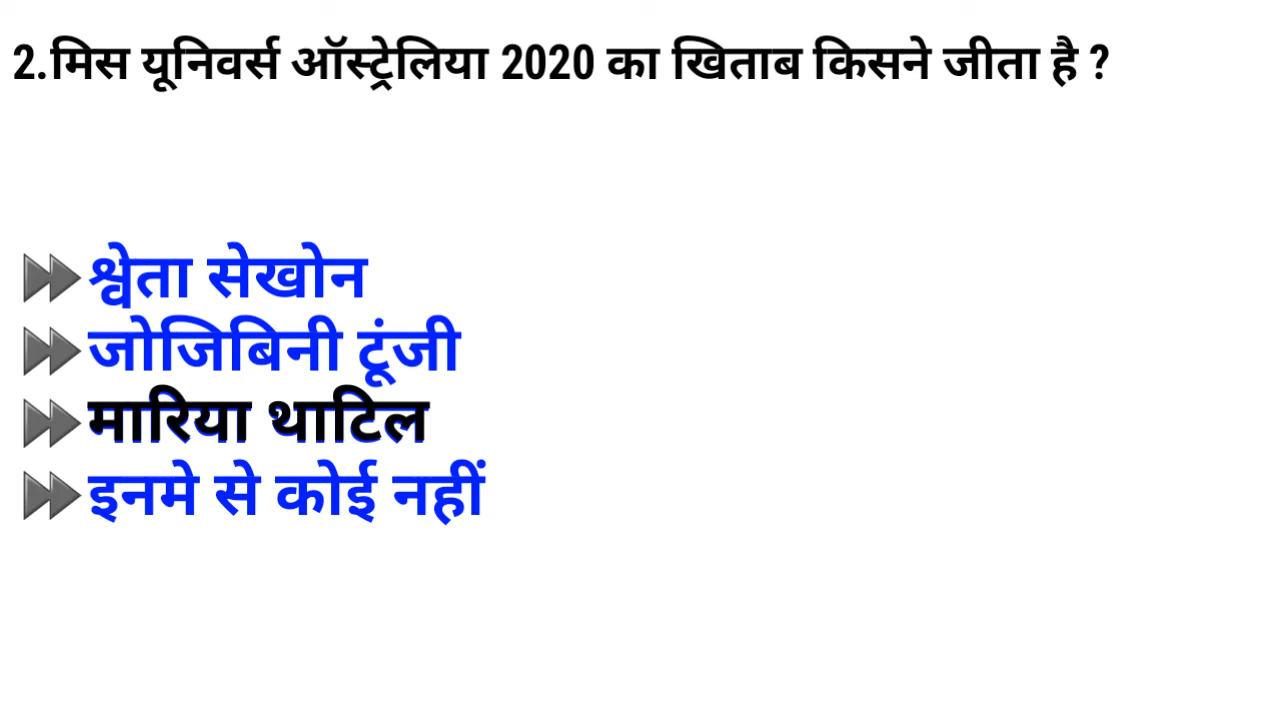 2.मिस यूनिवर्स ऑस्ट्रेलिया 2020 का खिताब किसने जीता है ?
⏩श्वेता सेखोन
⏩जोजिबिनी टूंजी
⏩मारिया थाटिल
⏩इनमे से कोई नहीं